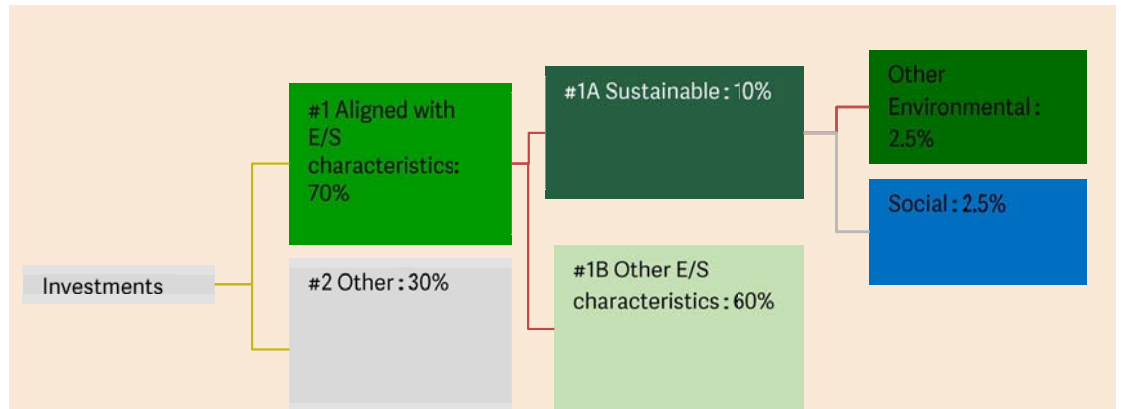 Investments
#1 Aligned with
E/S
characteristics:
70%
#2 Other : 30%
#1A Sustainable : 10%
#1B Other E/S
characteristics : 60%
Other
Environmental :
2.5%
Social : 2.5%